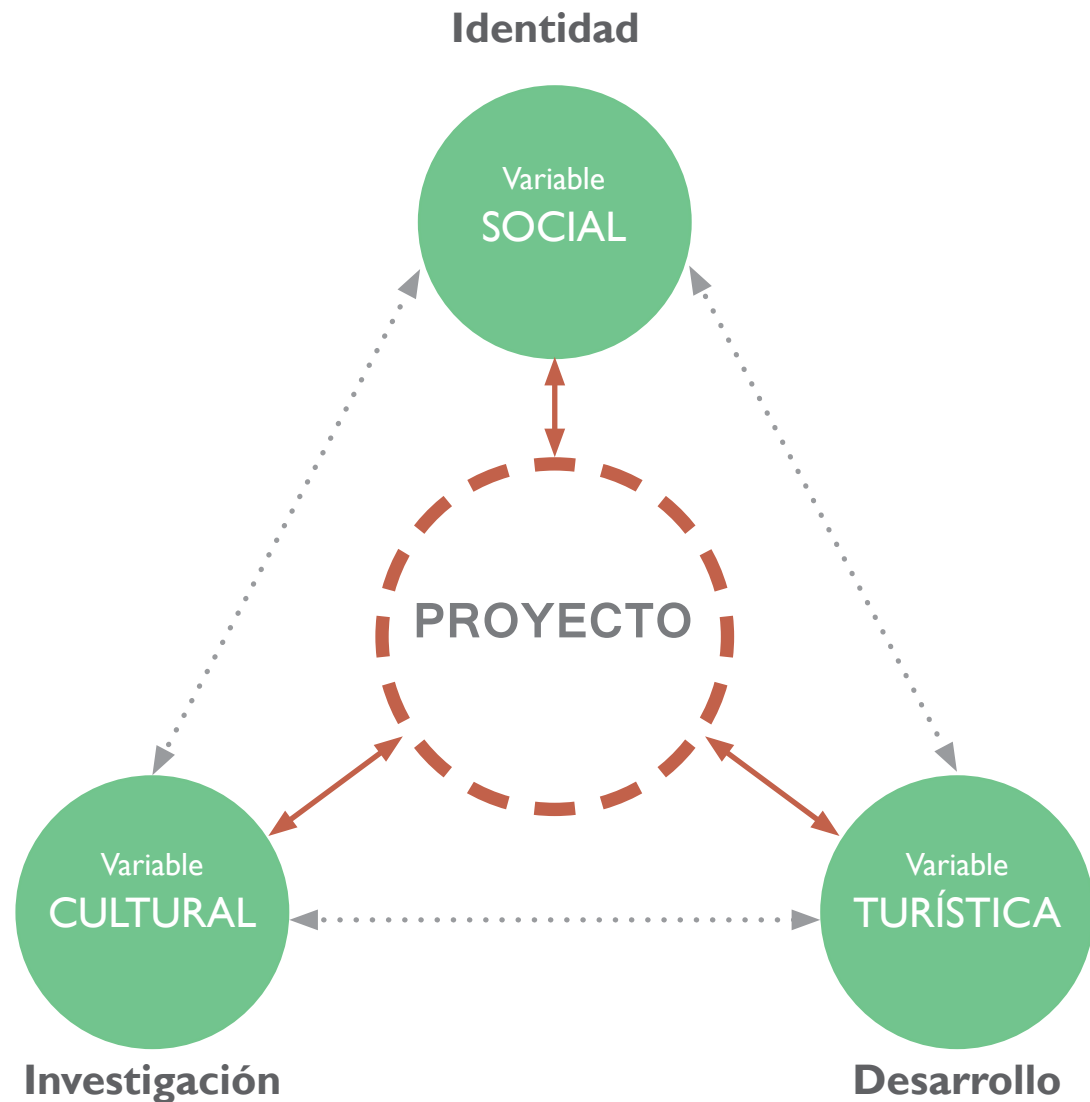 Identidad
Variable
SOCIAL
PROYECTO
Variable
CULTURAL
Variable
TURÍSTICA
Investigación
Desarrollo